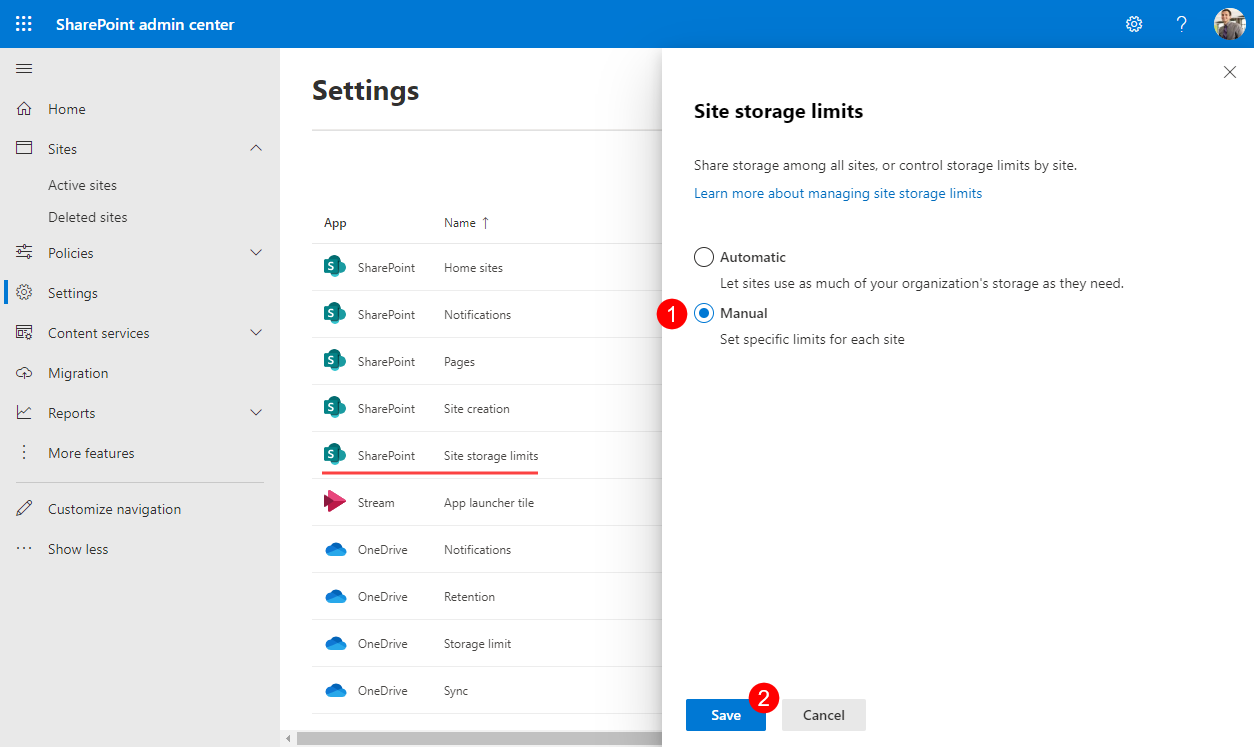 SharePoint admin center
?
Home
Sites
Active sites
Deleted sites
Policies
Settings
Content services
Migration
Reports
More features
Customize navigation
Show less
Settings
App Name ↑
S SharePoint Home sites
S SharePoint Notifications
S SharePoint Pages
S SharePoint Site creation
S SharePoint Site storage limits
Stream App launcher tile
OneDrive Notifications
OneDrive Retention
OneDrive Storage limit
OneDrive Sync
Site storage limits
Share storage among all sites, or control storage limits by site.
Learn more about managing site storage limits
Automatic
Let sites use as much of your organization's storage as they need.
1 Manual
Set specific limits for each site
2
Save Cancel